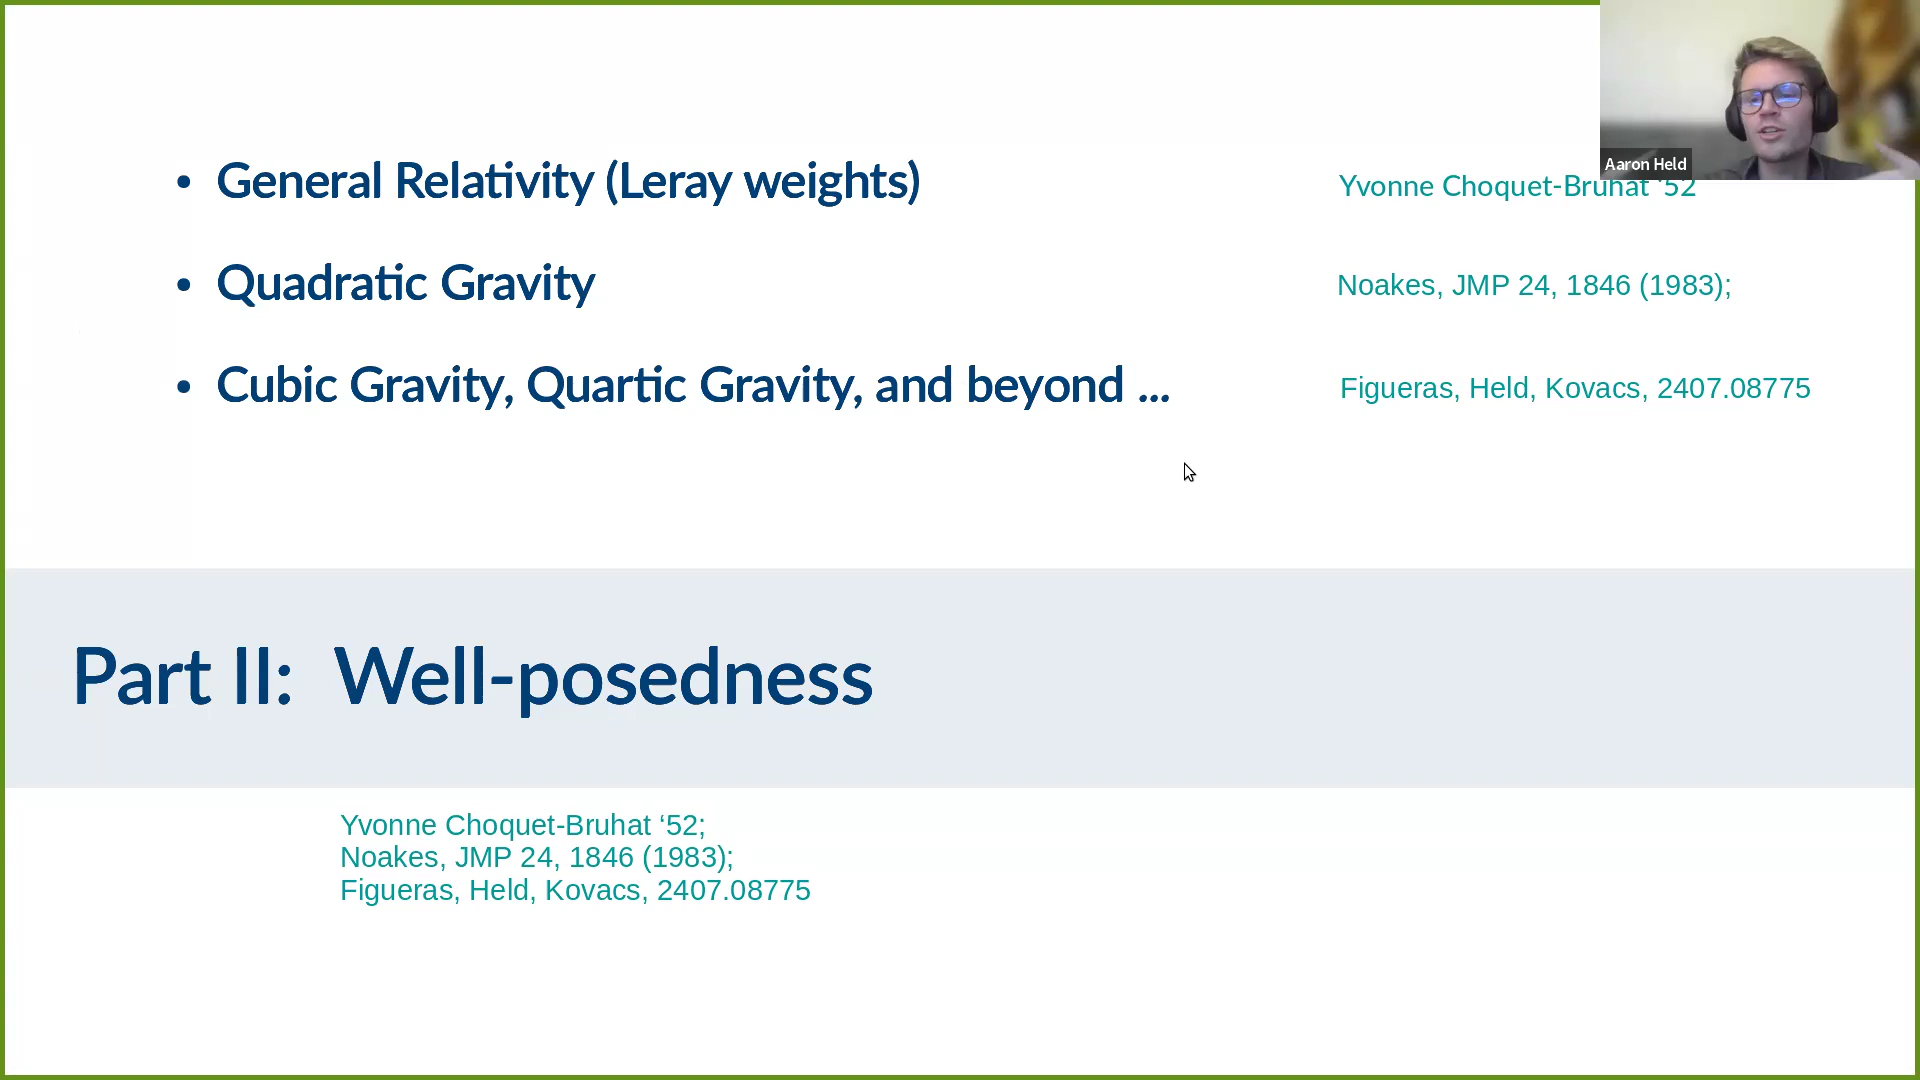 Aaron Held
• General Relativity (Leray weights)
Yvonne Choquet-Bruhat ‘52
• Quadratic Gravity
Noakes, JMP 24, 1846 (1983);
• Cubic Gravity, Quartic Gravity, and beyond ...
Figueras, Held, Kovacs, 2407.08775
Part II: Well-posedness
Yvonne Choquet-Bruhat ‘52;
Noakes, JMP 24, 1846 (1983);
Figueras, Held, Kovacs, 2407.08775